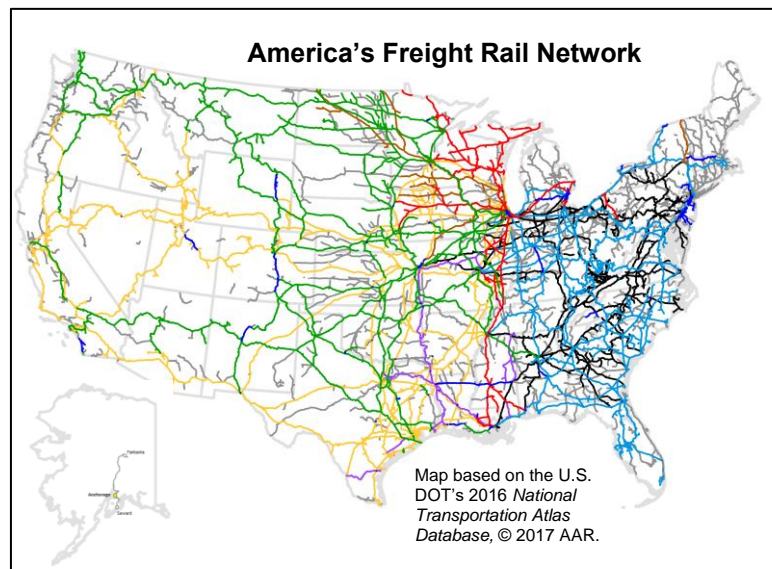 America's Freight Rail Network
Fairbanks
Anchorage
Seward
Map based on the U.S.
DOT's 2016 National
Transportation Atlas
Database, © 2017 AAR.